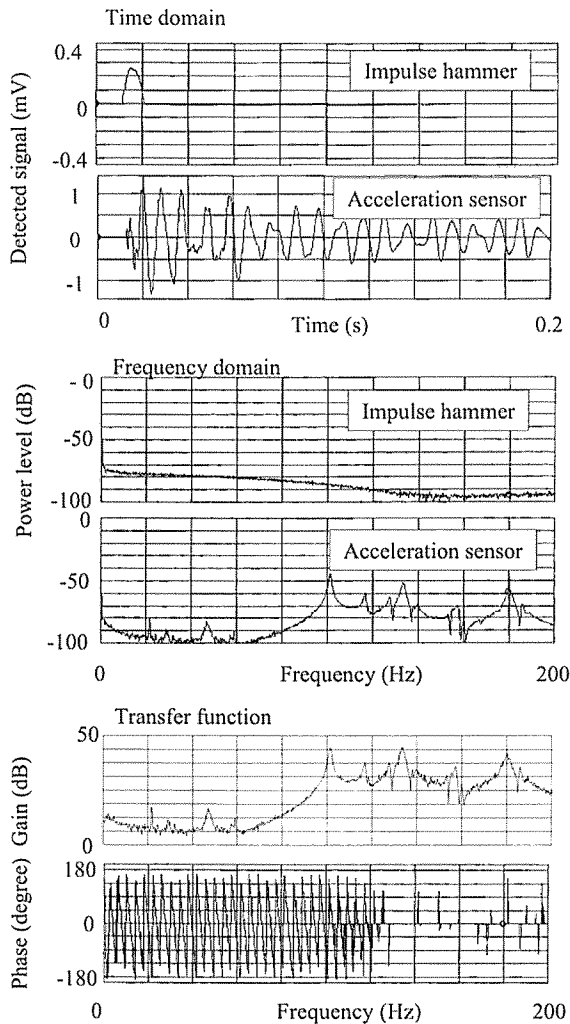 Time domain
0.4
Impulse hammer
0
-0.4
Detected signal (mV)
Acceleration sensor
1
0
-1
0
Time (s)
0.2
Frequency domain
- 0
Impulse hammer
-50
-100
Power level (dB)
0
Acceleration sensor
-50
-100
0
Frequency (Hz)
200
Transfer function
50
Gain (dB)
0
180
Phase (degree)
0
-180
0
Frequency (Hz)
200